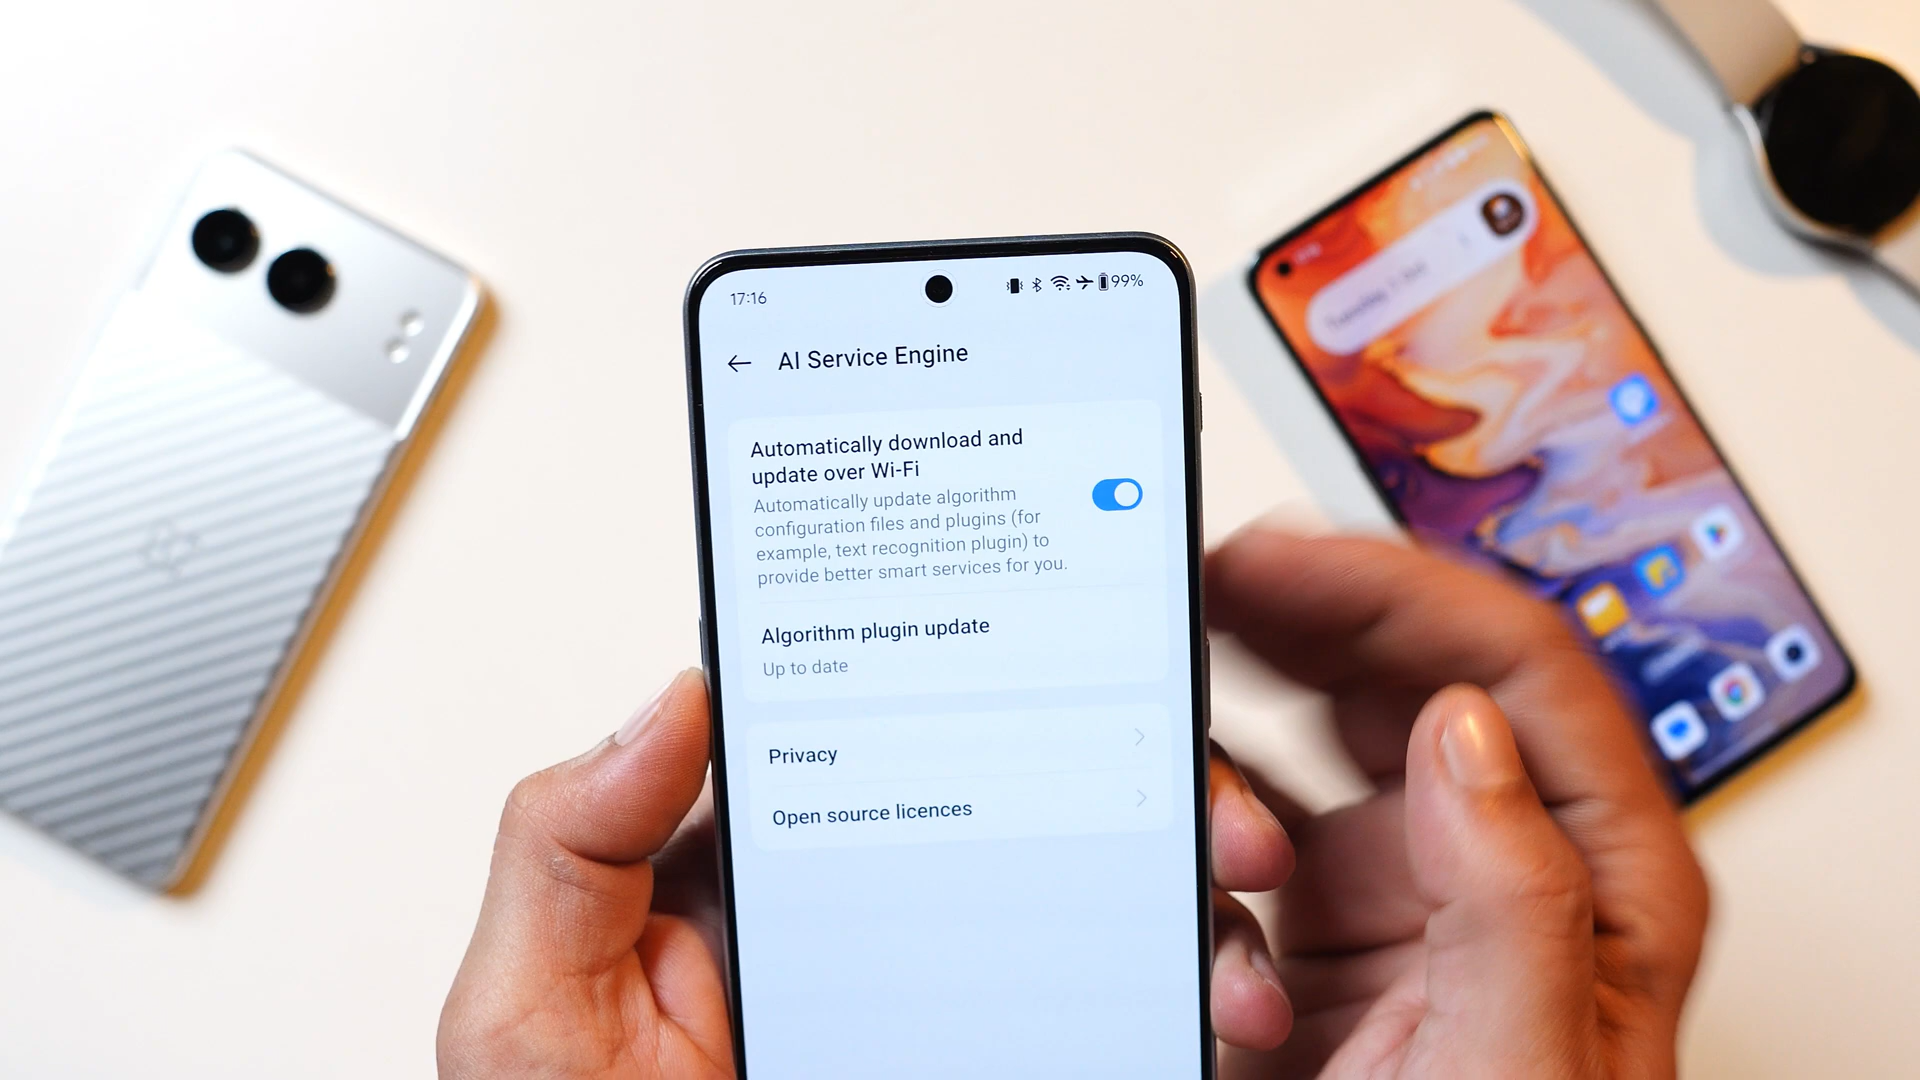 17:16
99%
AI Service Engine
Automatically download and
update over Wi-Fi
Automatically update algorithm
configuration files and plugins (for
example, text recognition plugin) to
provide better smart services for you.
Algorithm plugin update
Up to date
Privacy
Open source licences